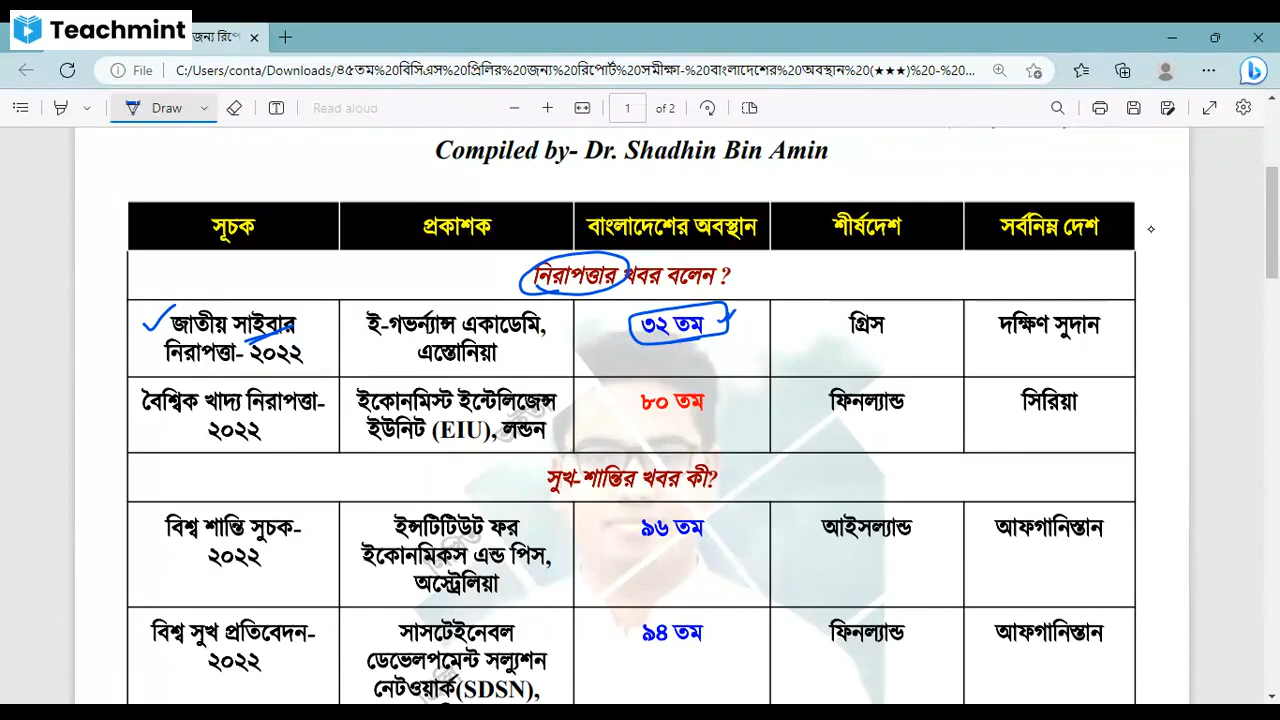 Teachmint
জন্য রিপে
File C:/Users/conta/Downloads/৪৫তম%20বিসিএস%20প্রিলির%20জন্য%20রিপোর্ট%20সমীক্ষা-%20বাংলাদেশের%20অবস্থান%20(★★★)%20-%20...
Draw Read aloud 1 of 2
Compiled by- Dr. Shadhin Bin Amin
সূচক প্রকাশক বাংলাদেশের অবস্থান শীর্ষদেশ সর্বনিম্ন দেশ
নিরাপত্তার খবর বলেন ?
জাতীয় সাইবার ই-গভর্ন্যান্স একাডেমি, ৩২ তম গ্রিস দক্ষিণ সুদান
নিরাপত্তা- ২০২২ এস্তোনিয়া
বৈশ্বিক খাদ্য নিরাপত্তা- ইকোনমিস্ট ইন্টেলিজেন্স ৮০ তম ফিনল্যান্ড সিরিয়া
২০২২ ইউনিট (EIU), লন্ডন
সুখ-শান্তির খবর কী?
বিশ্ব শান্তি সূচক- ইন্সটিটিউট ফর ৯৬ তম আইসল্যান্ড আফগানিস্তান
২০২২ ইকোনমিকস এন্ড পিস,
অস্ট্রেলিয়া
বিশ্ব সুখ প্রতিবেদন- সাসটেইনেবল ৯৪ তম ফিনল্যান্ড আফগানিস্তান
২০২২ ডেভেলপমেন্ট সল্যুশন
নেটওয়ার্ক(SDSN),